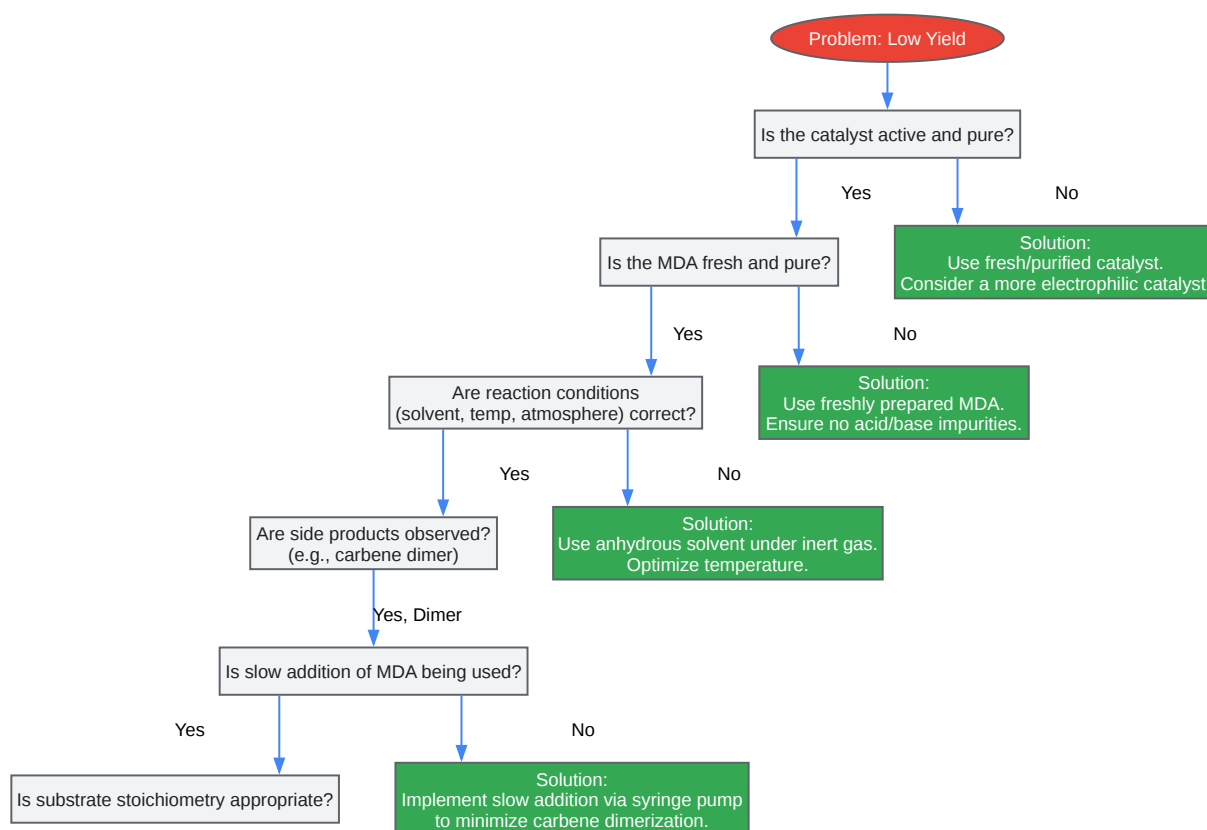 Problem: Low Yield
Is the catalyst active and pure?
Yes
No
Solution:
Use fresh/purified catalyst.
Consider a more electrophilic catalyst.
Is the MDA fresh and pure?
Yes
No
Solution:
Use freshly prepared MDA.
Ensure no acid/base impurities.
Are reaction conditions
(solvent, temp, atmosphere) correct?
Yes
No
Solution:
Use anhydrous solvent under inert gas.
Optimize temperature.
Are side products observed?
(e.g., carbene dimer)
Yes, Dimer
Is slow addition of MDA being used?
Yes
No
Is substrate stoichiometry appropriate?
Solution:
Implement slow addition via syringe pump
to minimize carbene dimerization.